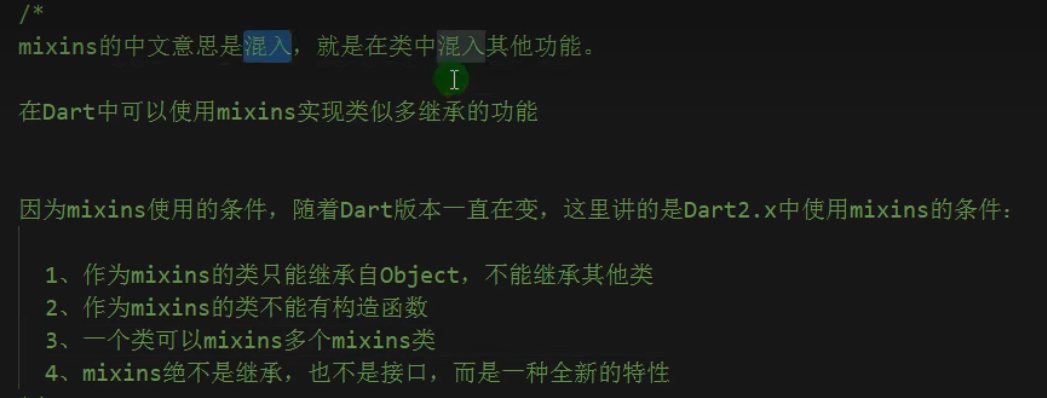 /*
mixins的中文意思是混入，就是在类中混入其他功能。
在Dart中可以使用mixins实现类似多继承的功能
因为mixins使用的条件，随着Dart版本一直在变，这里讲的是Dart2.x中使用mixins的条件：
1、作为mixins的类只能继承自Object，不能继承其他类
2、作为mixins的类不能有构造函数
3、一个类可以mixins多个mixins类
4、mixins绝不是继承，也不是接口，而是一种全新的特性